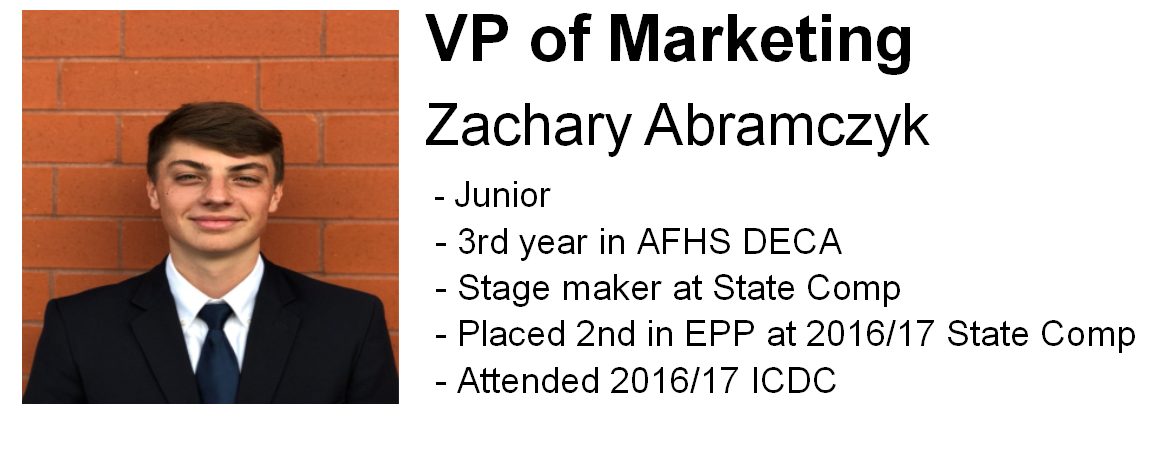 VP of Marketing
Zachary Abramczyk
- Junior
- 3rd year in AFHS DECA
- Stage maker at State Comp
- Placed 2nd in EPP at 2016/17 State Comp
- Attended 2016/17 ICDC